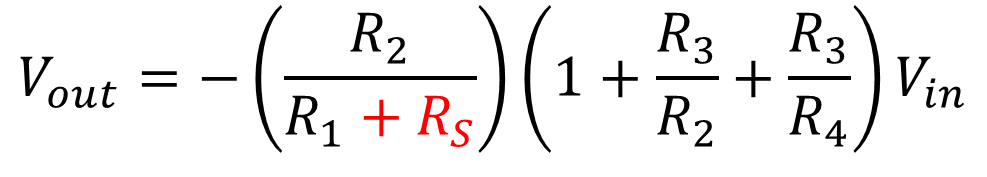 V_out = −(R_2 / (R_1 + R_S))(1 + R_3/R_2 + R_3/R_4)V_in